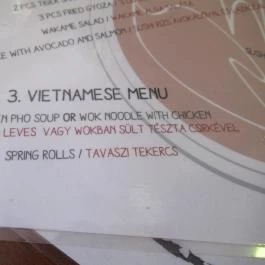 3 PCS FRIED GYOZA /
WAKAME SALAD / WAKAME
WITH AVOCADO AND SALMON /
3. VIETNAMESE MENU
PHO SOUP OR WOK NOODLE WITH CHICKEN
LEVES VAGY WOKBAN SÜLT TÉSZTA CSIRKÉVEL
SPRING ROLLS / TAVASZI TEKERCS